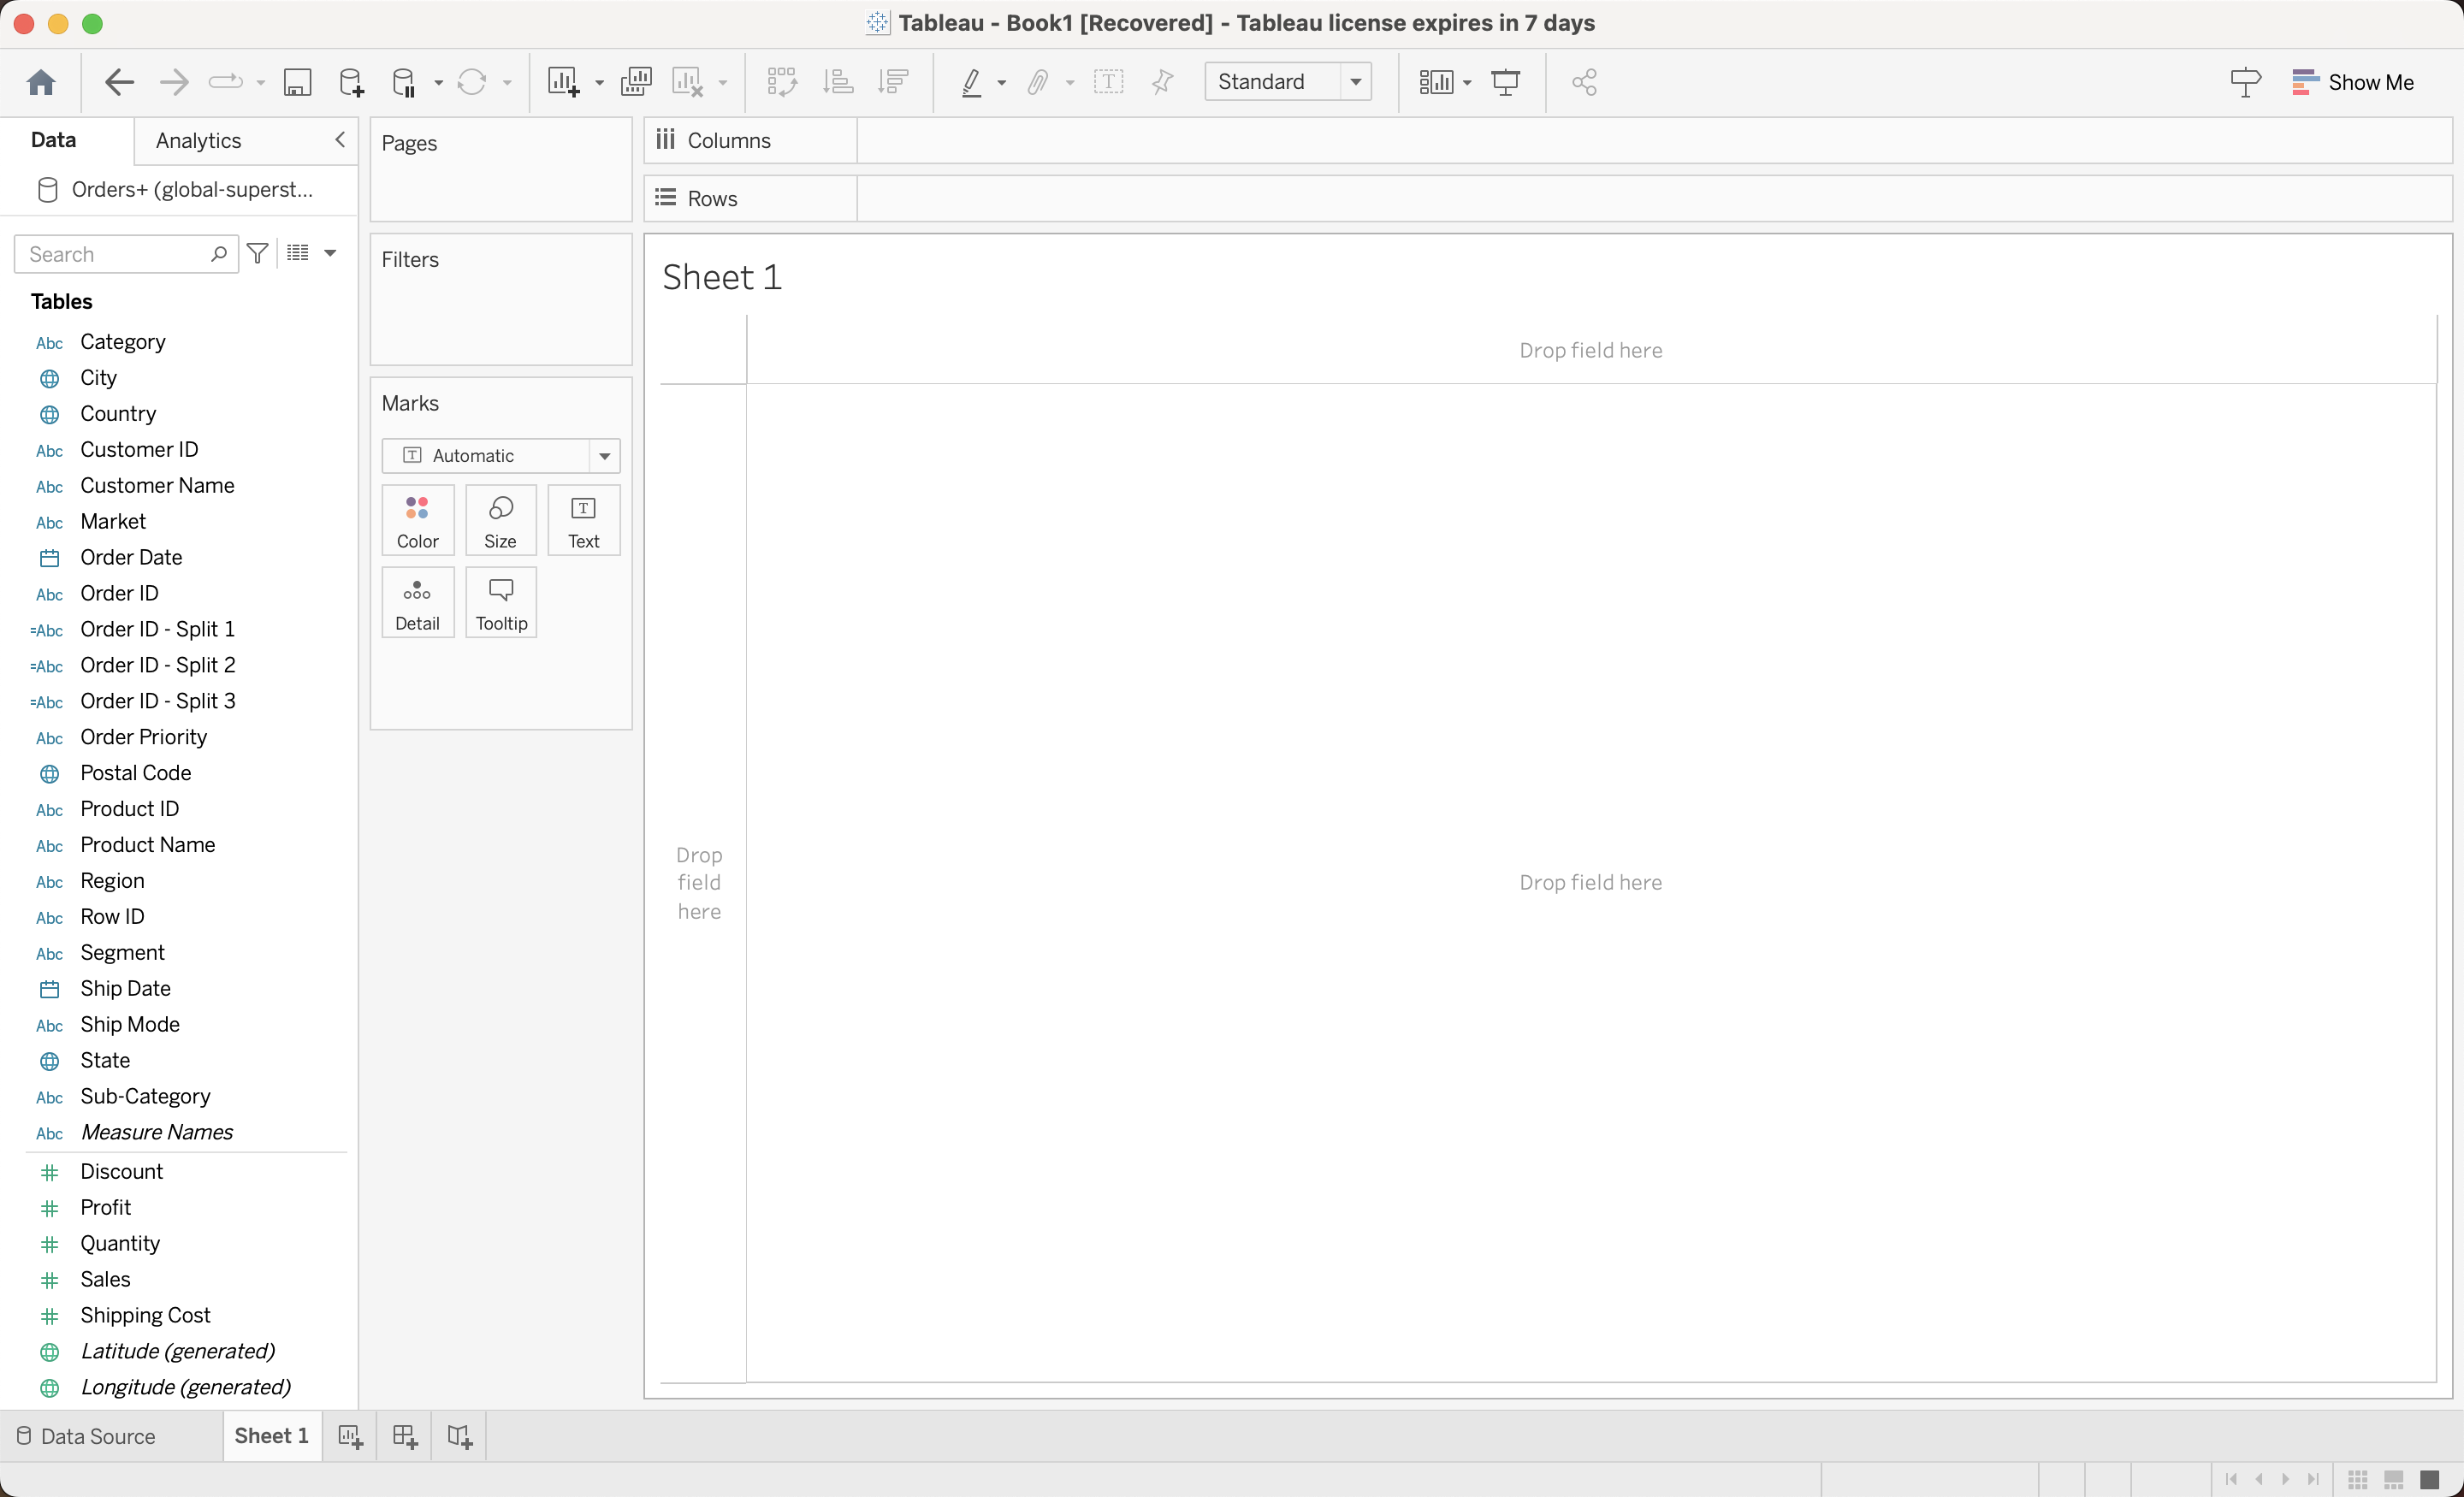 Tableau - Book1 [Recovered] - Tableau license expires in 7 days
Standard
Show Me
Data
Analytics
Orders+ (global-superst...
Search
Tables
Abc Category
City
Country
Abc Customer ID
Abc Customer Name
Abc Market
Order Date
Abc Order ID
=Abc Order ID - Split 1
=Abc Order ID - Split 2
=Abc Order ID - Split 3
Abc Order Priority
Postal Code
Abc Product ID
Abc Product Name
Abc Region
Abc Row ID
Abc Segment
Ship Date
Abc Ship Mode
State
Abc Sub-Category
Abc Measure Names
# Discount
# Profit
# Quantity
# Sales
# Shipping Cost
Latitude (generated)
Longitude (generated)
Pages
Filters
Marks
T Automatic
Color
Size
T
Text
Detail
Tooltip
Columns
Rows
Sheet 1
Drop field here
Drop
field
here
Drop field here
Data Source
Sheet 1